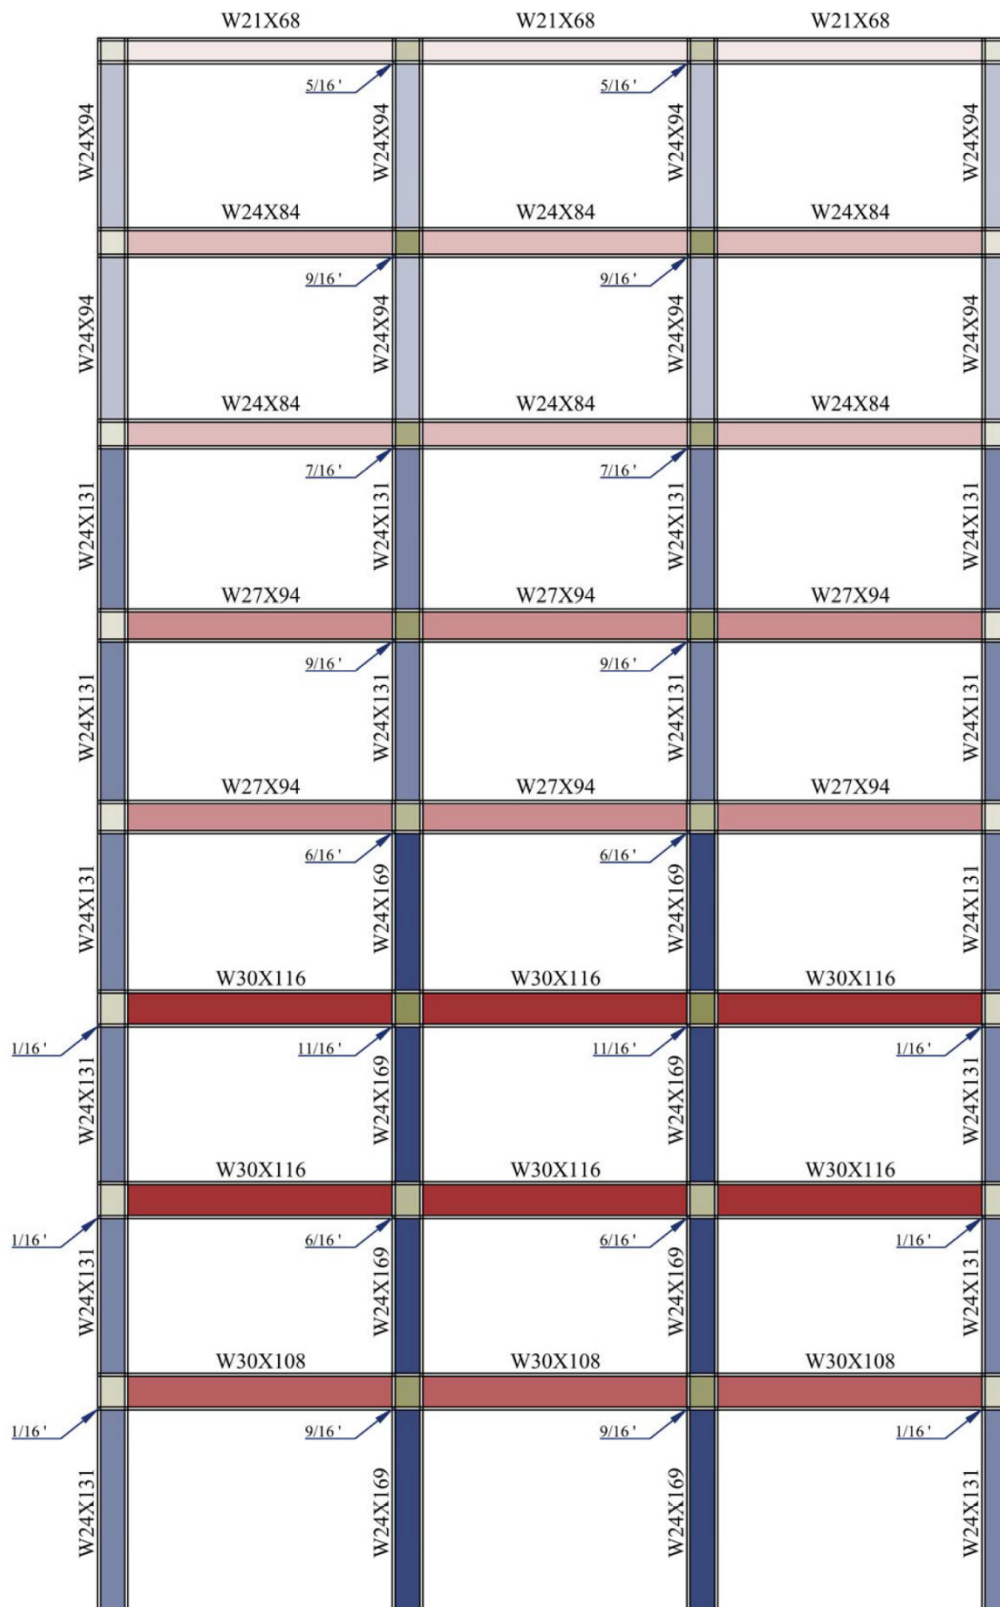 W21X68 W21X68 W21X68
5/16 ' 5/16 '
W24X94 W24X94 W24X94 W24X94
W24X84 W24X84 W24X84
9/16 ' 9/16 '
W24X94 W24X94 W24X94 W24X94
W24X84 W24X84 W24X84
7/16 ' 7/16 '
W24X131 W24X131 W24X131 W24X131
W27X94 W27X94 W27X94
9/16 ' 9/16 '
W24X131 W24X131 W24X131 W24X131
W27X94 W27X94 W27X94
6/16 ' 6/16 '
W24X131 W24X169 W24X169 W24X131
W30X116 W30X116 W30X116
1/16 ' 11/16 ' 11/16 ' 1/16 '
W24X131 W24X169 W24X169 W24X131
W30X116 W30X116 W30X116
1/16 ' 6/16 ' 6/16 ' 1/16 '
W24X131 W24X169 W24X169 W24X131
W30X108 W30X108 W30X108
1/16 ' 9/16 ' 9/16 ' 1/16 '
W24X131 W24X169 W24X169 W24X131